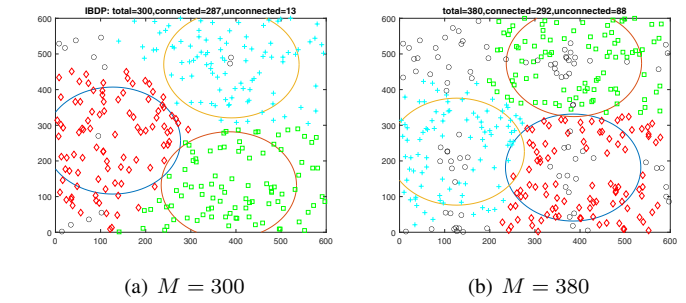 IBDP: total=300,connected=287,unconnected=13
600
500
400
300
200
100
0
0 100 200 300 400 500 600
(a) M = 300
total=380,connected=292,unconnected=88
600
500
400
300
200
100
0
0 100 200 300 400 500 600
(b) M = 380